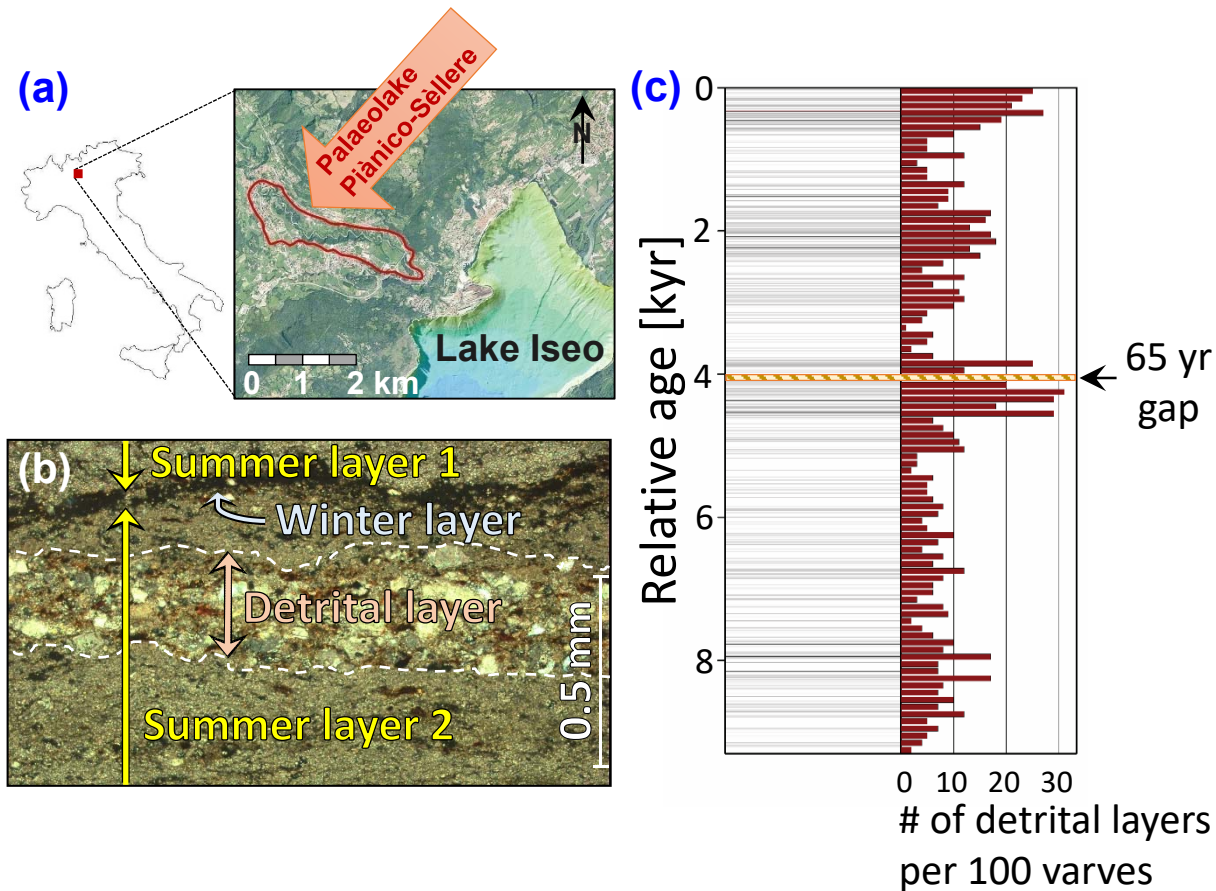 (a)
Palaeolake
Piànico-Sèllere
N
Lake Iseo
0 1 2 km
(b)
Summer layer 1
Winter layer
Detrital layer
Summer layer 2
0.5 mm
(c)
Relative age [kyr]
0
2
4
6
8
65 yr
gap
0 10 20 30
# of detrital layers
per 100 varves